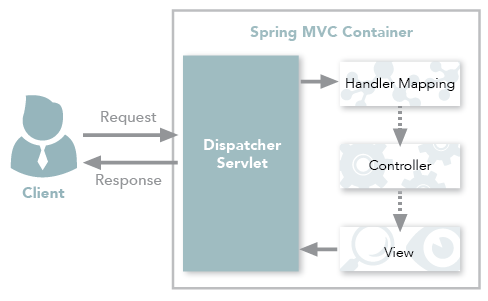 Spring MVC Container
Handler Mapping
Request
Dispatcher
Servlet
Controller
Response
Client
View